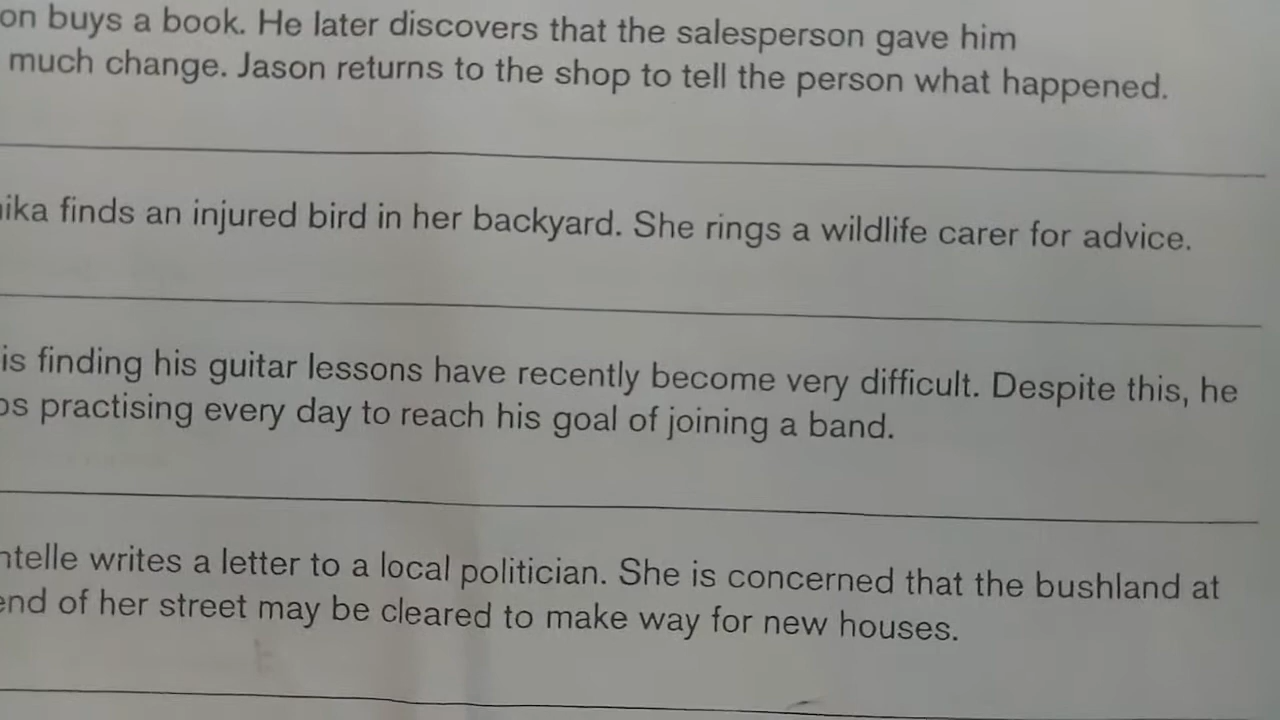 on buys a book. He later discovers that the salesperson gave him
much change. Jason returns to the shop to tell the person what happened.
ika finds an injured bird in her backyard. She rings a wildlife carer for advice.
is finding his guitar lessons have recently become very difficult. Despite this, he
ps practising every day to reach his goal of joining a band.
ntelle writes a letter to a local politician. She is concerned that the bushland at
end of her street may be cleared to make way for new houses.